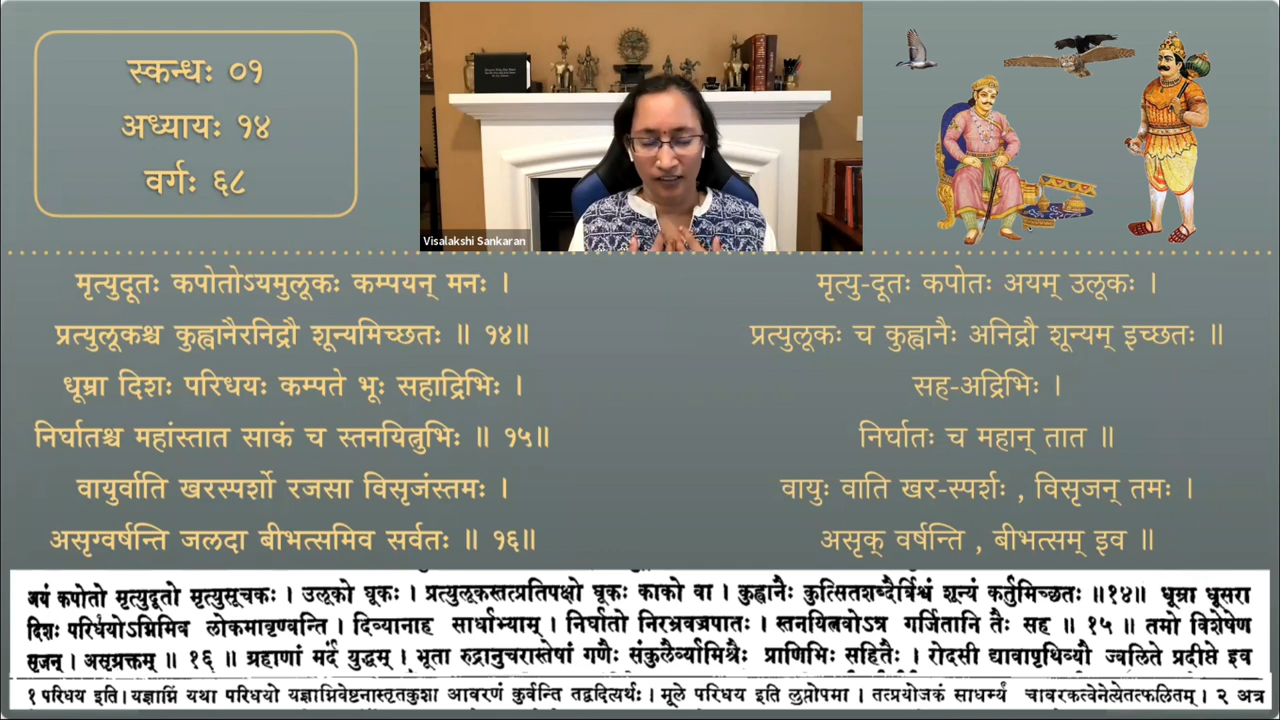 स्कन्धः ०१
अध्यायः १४
वर्गः ६८
Visalakshi Sankaran
मृत्युदूतः कपोतोऽयमुलूकः कम्पयन् मनः ।
प्रत्युलूकश्च कुह्वानैरनिद्रौ शून्यमिच्छतः ॥ १४॥
धूम्रा दिशः परिधयः कम्पते भूः सहाद्रिभिः ।
निर्घातश्च महांस्तात साकं च स्तनयित्नुभिः ॥ १५॥
वायुर्वाति खरस्पर्शो रजसा विसृजंस्तमः ।
असृग्वर्षन्ति जलदा बीभत्समिव सर्वतः ॥ १६॥
मृत्यु-दूतः कपोतः अयम् उलूकः ।
प्रत्युलूकः च कुह्वानैः अनिद्रौ शून्यम् इच्छतः ॥
सह-अद्रिभिः ।
निर्घातः च महान् तात ॥
वायुः वाति खर-स्पर्शः , विसृजन् तमः ।
असृक् वर्षन्ति , बीभत्सम् इव ॥
अयं कपोतो मृत्युदूतो मृत्युसूचकः । उलूको घूकः । प्रत्युलूकस्तत्प्रतिपक्षो घूकः काको वा । कुह्वानैः कुत्सितशब्दैर्विश्वं शून्यं कर्तुमिच्छतः ॥१४॥ धूम्रा धूसरा
दिशः परिधयोऽग्निमिव लोकमावृण्वन्ति । दिव्यानाह सार्धाभ्याम् । निर्घातो निरभ्रवज्रपातः । स्तनयित्नवोऽत्र गर्जितानि तैः सह ॥ १५ ॥ तमो विशेषेण
सृजन् । असृग्रक्तम् ॥ १६ ॥ ग्रहाणां मर्दं युद्धम् । भूता रुद्रानुचरास्तेषां गणैः संकुलैर्व्यामिश्रैः प्राणिभिः सहितैः । रोदसी द्यावापृथिव्यौ ज्वलिते प्रदीप्ते इव
१ परिधय इति । यज्ञाग्निं यथा परिधयो यज्ञाग्निवेष्टनास्तृतकुशा आवरणं कुर्वन्ति तद्वदित्यर्थः । मूले परिधय इति लुप्तोपमा । तत्प्रयोजकं साधर्म्यं चावरकत्वेनेत्येतत्फलितम् । २ अत्र